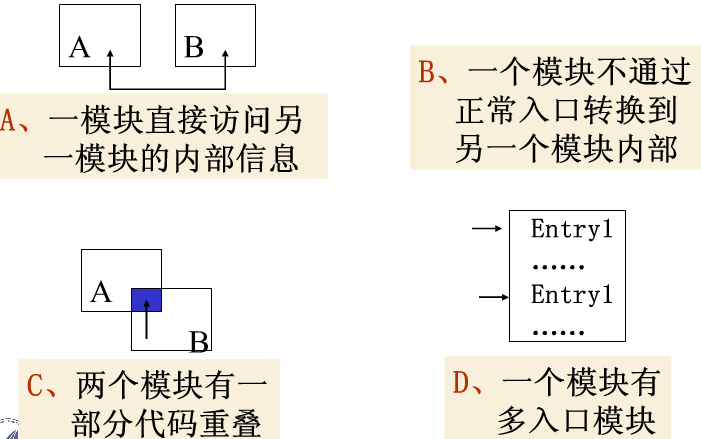 A B
A、一模块直接访问另
一模块的内部信息
B、一个模块不通过
正常入口转换到
另一个模块内部
A
B
C、两个模块有一
部分代码重叠
Entry1
……
Entry1
……
D、一个模块有
多入口模块